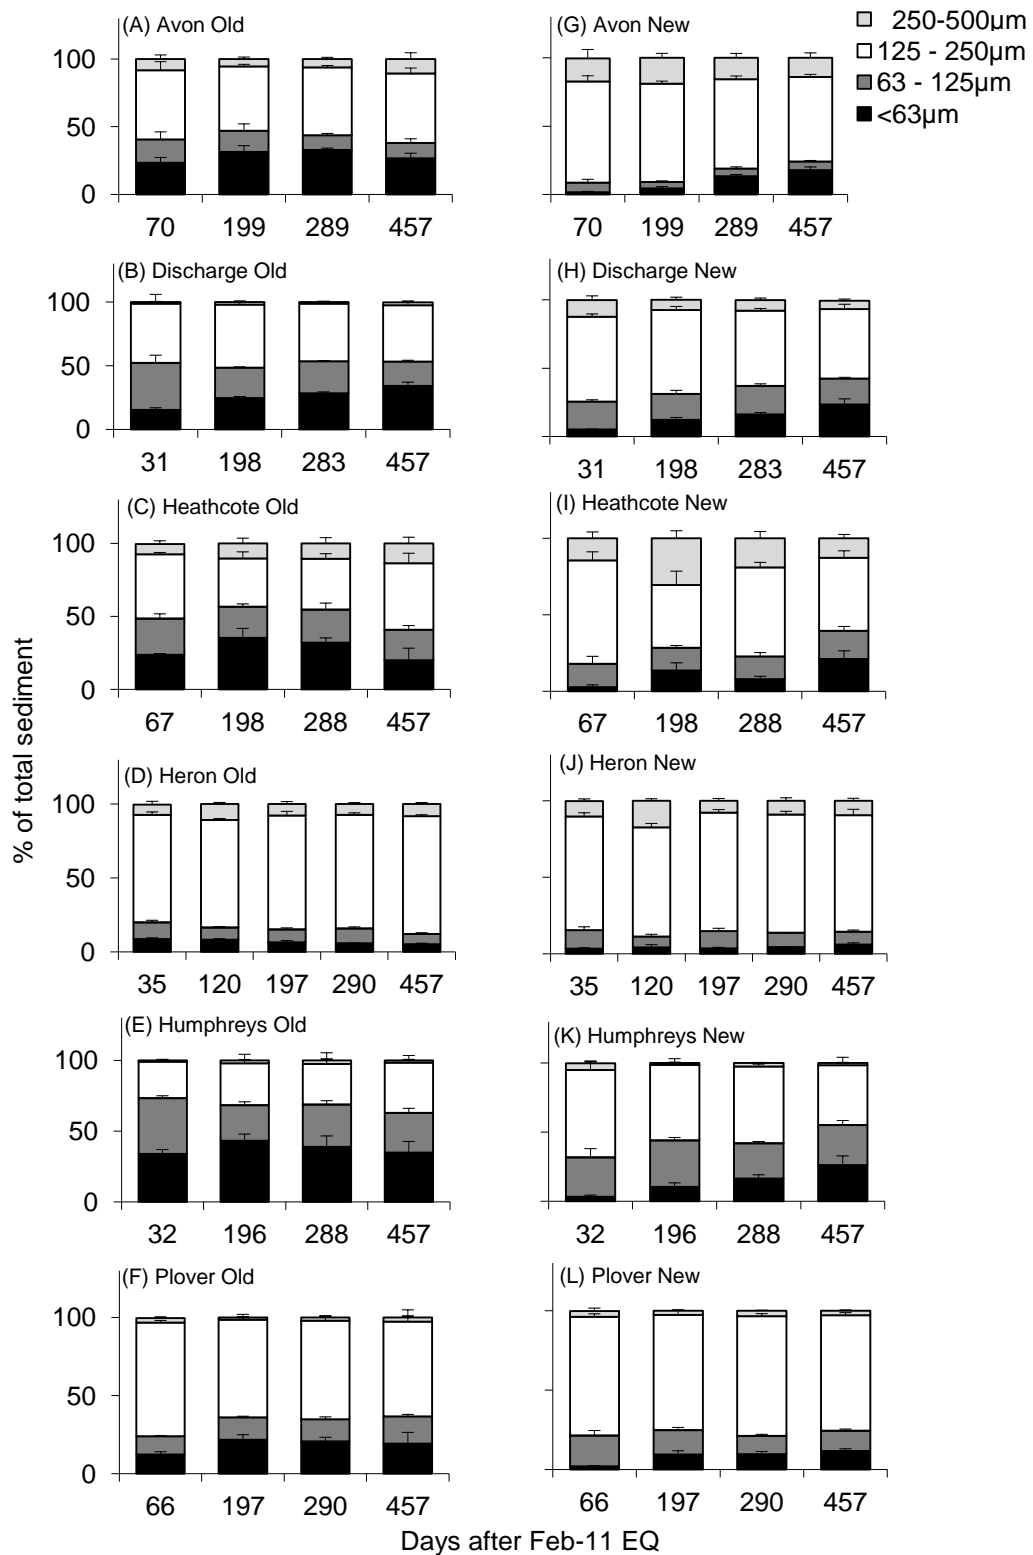 (A) Avon Old
100
50
0
70 199 289 457
(G) Avon New
70 199 289 457
250-500µm
125 - 250µm
63 - 125µm
<63µm
(B) Discharge Old
100
50
0
31 198 283 457
(H) Discharge New
31 198 283 457
(C) Heathcote Old
100
50
0
67 198 288 457
(I) Heathcote New
67 198 288 457
% of total sediment
(D) Heron Old
100
50
0
35 120 197 290 457
(J) Heron New
35 120 197 290 457
(E) Humphreys Old
100
50
0
32 196 288 457
(K) Humphreys New
32 196 288 457
(F) Plover Old
100
50
0
66 197 290 457
(L) Plover New
66 197 290 457
Days after Feb-11 EQ